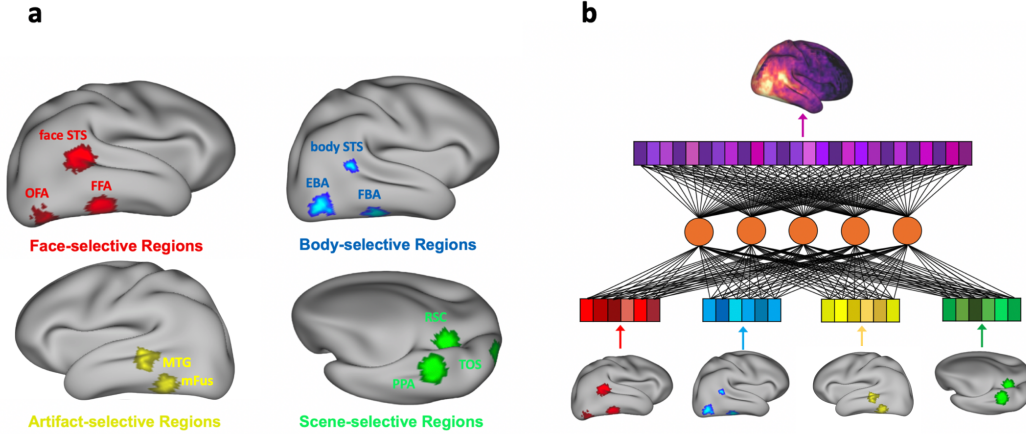 a
face STS
OFA
FFA
Face-selective Regions
body STS
EBA
FBA
Body-selective Regions
MTG
mFus
Artifact-selective Regions
RSC
TOS
PPA
Scene-selective Regions
b